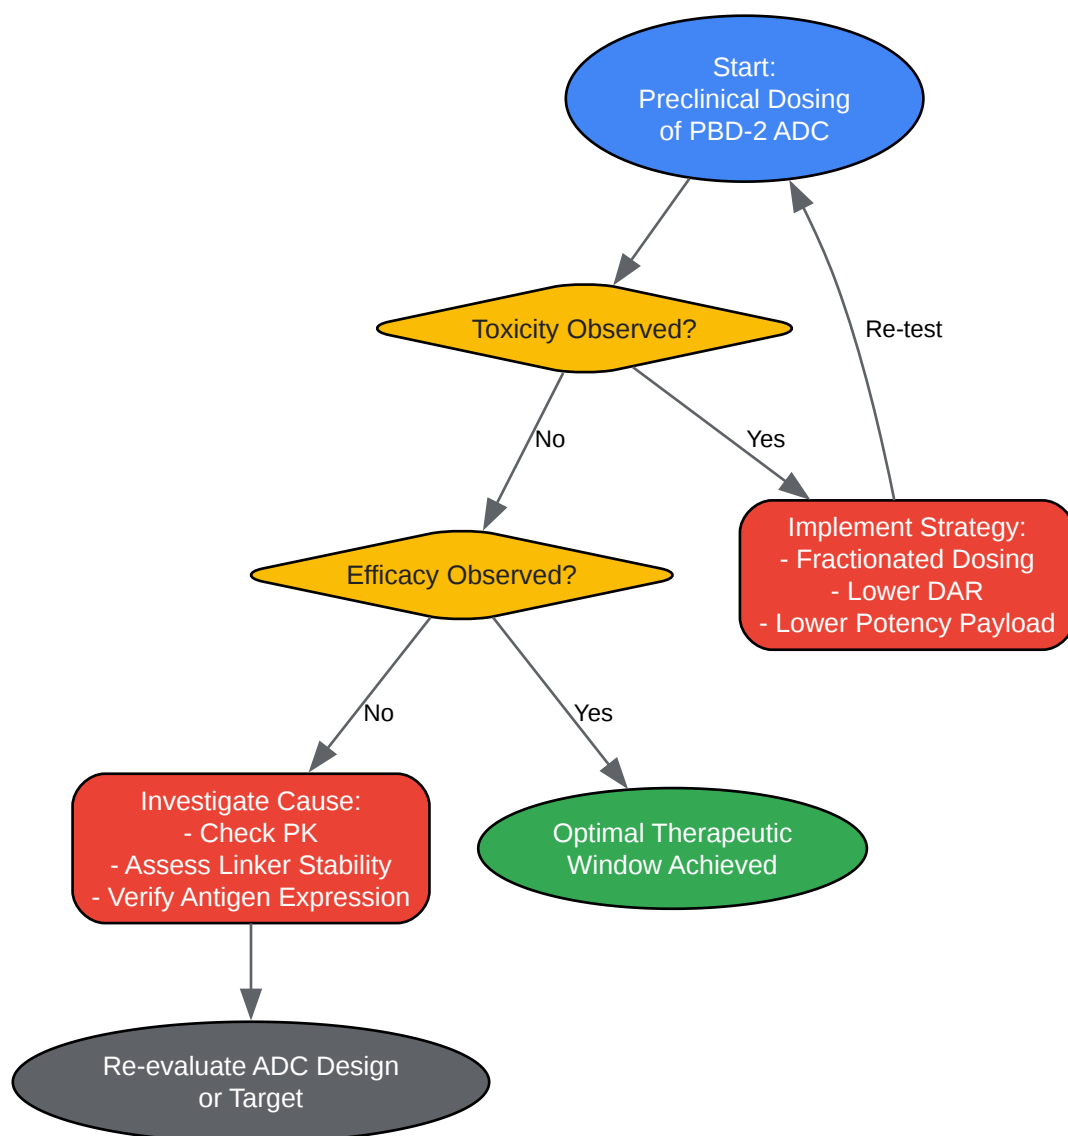 Start:
Preclinical Dosing
of PBD-2 ADC
Toxicity Observed?
Re-test
No
Yes
Implement Strategy:
- Fractionated Dosing
- Lower DAR
- Lower Potency Payload
Efficacy Observed?
No
Yes
Investigate Cause:
- Check PK
- Assess Linker Stability
- Verify Antigen Expression
Optimal Therapeutic
Window Achieved
Re-evaluate ADC Design
or Target